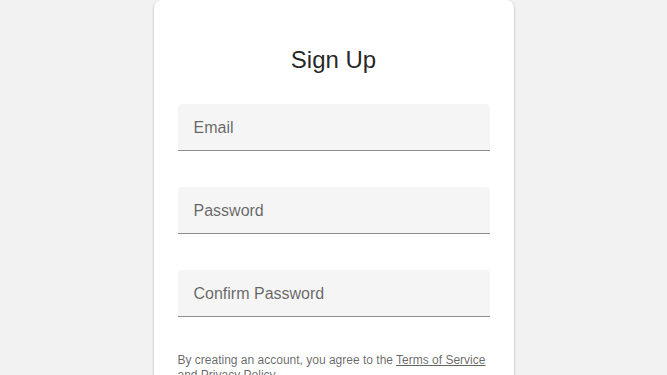 Sign Up
Email
Password
Confirm Password
By creating an account, you agree to the Terms of Service
and Privacy Policy